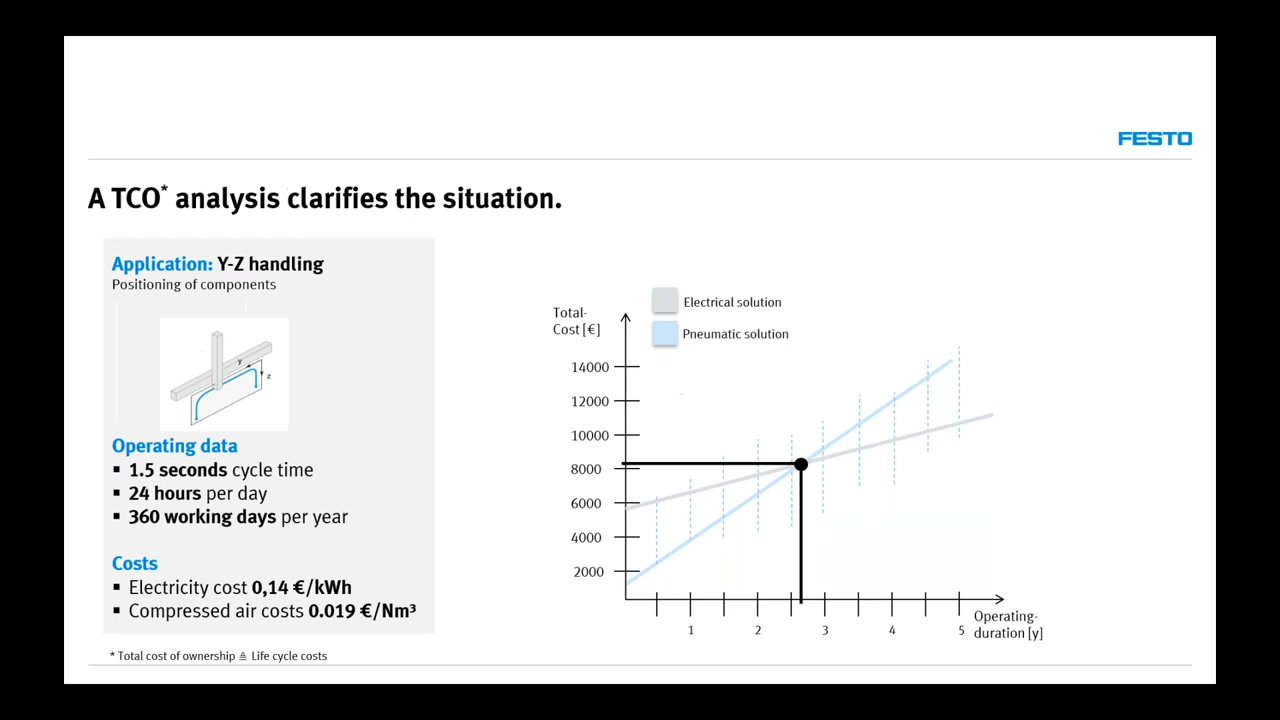 FESTO
A TCO* analysis clarifies the situation.
Application: Y-Z handling
Positioning of components
y
z
Operating data
▪ 1.5 seconds cycle time
▪ 24 hours per day
▪ 360 working days per year
Costs
▪ Electricity cost 0,14 €/kWh
▪ Compressed air costs 0.019 €/Nm³
* Total cost of ownership ≙ Life cycle costs
Total-
Cost [€]
Electrical solution
Pneumatic solution
14000
12000
10000
8000
6000
4000
2000
1 2 3 4 5
Operating-
duration [y]